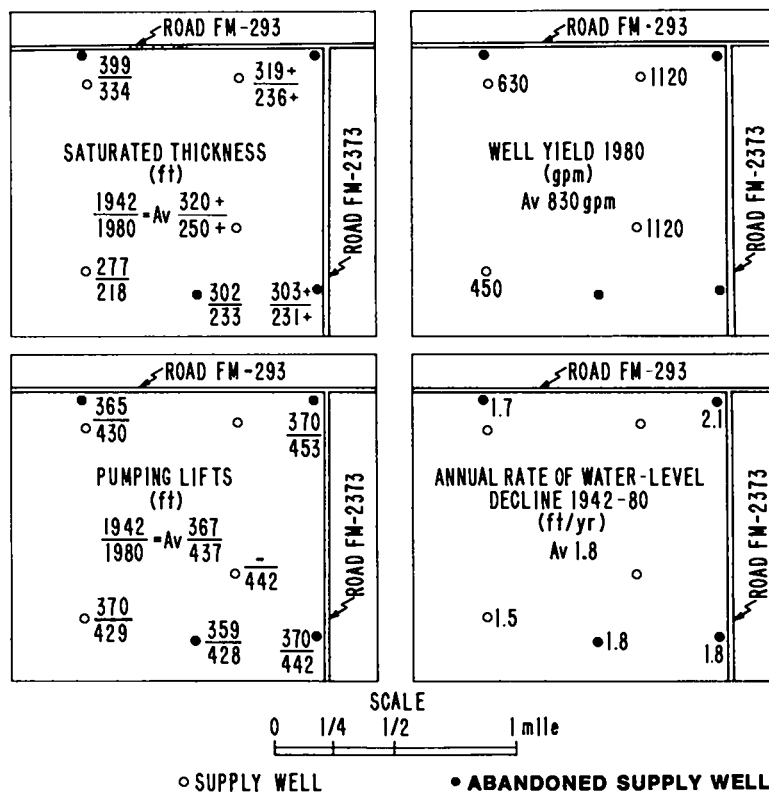 ROAD FM-293
399
334
319+
236+
SATURATED THICKNESS
(ft)
1942
1980 = Av 320+
250+
277
218
302
233
303+
231+
ROAD FM-2373
ROAD FM-293
630
1120
WELL YIELD 1980
(gpm)
Av 830 gpm
1120
450
ROAD FM-2373
ROAD FM-293
365
430
370
453
PUMPING LIFTS
(ft)
1942
1980 = Av 367
437
-
442
370
429
359
428
370
442
ROAD FM-2373
ROAD FM-293
1.7
2.1
ANNUAL RATE OF WATER-LEVEL
DECLINE 1942-80
(ft/yr)
Av 1.8
1.5
1.8
1.8
ROAD FM-2373
SCALE
0 1/4 1/2 1 mile
SUPPLY WELL
ABANDONED SUPPLY WELL